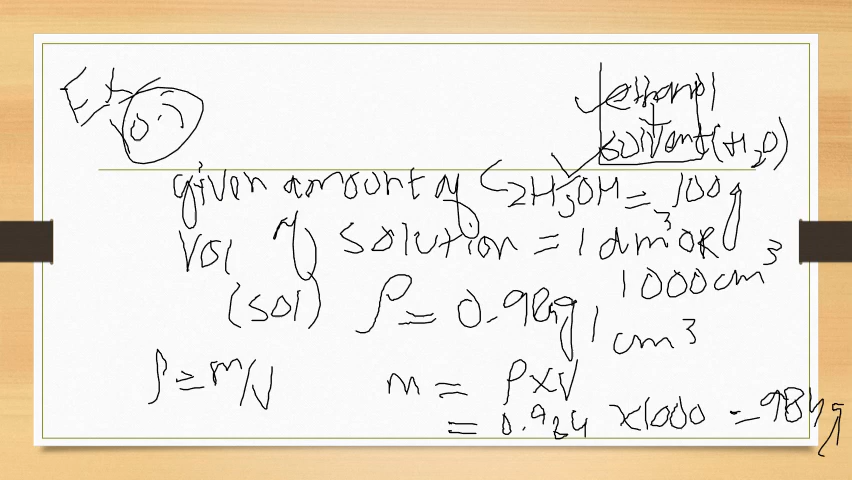 Ex
ethanol
+
solvent (H2O)
given amount of C2H5OH = 100g
Vol of solution = 1 dm3 OR
1000 cm3
(sol) ρ = 0.984g / cm3
ρ = m/V m = ρ x V
= 0.984 x 1000 = 984g